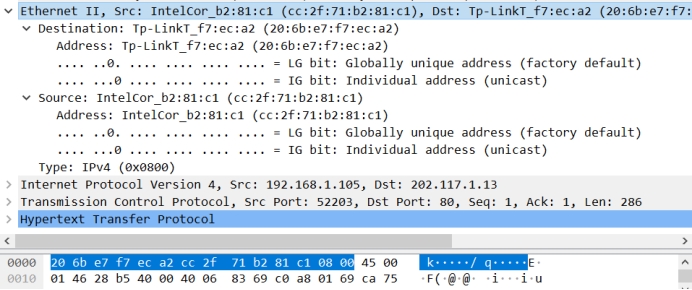 Ethernet II, Src: IntelCor_b2:81:c1 (cc:2f:71:b2:81:c1), Dst: Tp-LinkT_f7:ec:a2 (20:6b:e7:f7:
Destination: Tp-LinkT_f7:ec:a2 (20:6b:e7:f7:ec:a2)
Address: Tp-LinkT_f7:ec:a2 (20:6b:e7:f7:ec:a2)
.... ..0. .... .... .... .... = LG bit: Globally unique address (factory default)
.... ...0 .... .... .... .... = IG bit: Individual address (unicast)
Source: IntelCor_b2:81:c1 (cc:2f:71:b2:81:c1)
Address: IntelCor_b2:81:c1 (cc:2f:71:b2:81:c1)
.... ..0. .... .... .... .... = LG bit: Globally unique address (factory default)
.... ...0 .... .... .... .... = IG bit: Individual address (unicast)
Type: IPv4 (0x0800)
Internet Protocol Version 4, Src: 192.168.1.105, Dst: 202.117.1.13
Transmission Control Protocol, Src Port: 52203, Dst Port: 80, Seq: 1, Ack: 1, Len: 286
Hypertext Transfer Protocol
0000 20 6b e7 f7 ec a2 cc 2f 71 b2 81 c1 08 00 45 00 k·····/ q·····E·
0010 01 46 28 b5 40 00 40 06 83 69 c0 a8 01 69 ca 75 ·F(·@·@· ·i···i·u